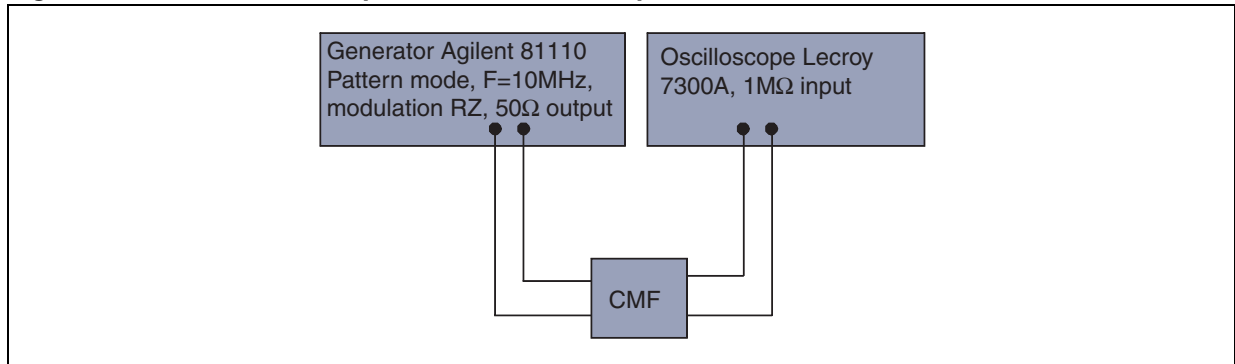 Generator Agilent 81110
Pattern mode, F=10MHz,
modulation RZ, 50Ω output
Oscilloscope Lecroy
7300A, 1MΩ input
CMF